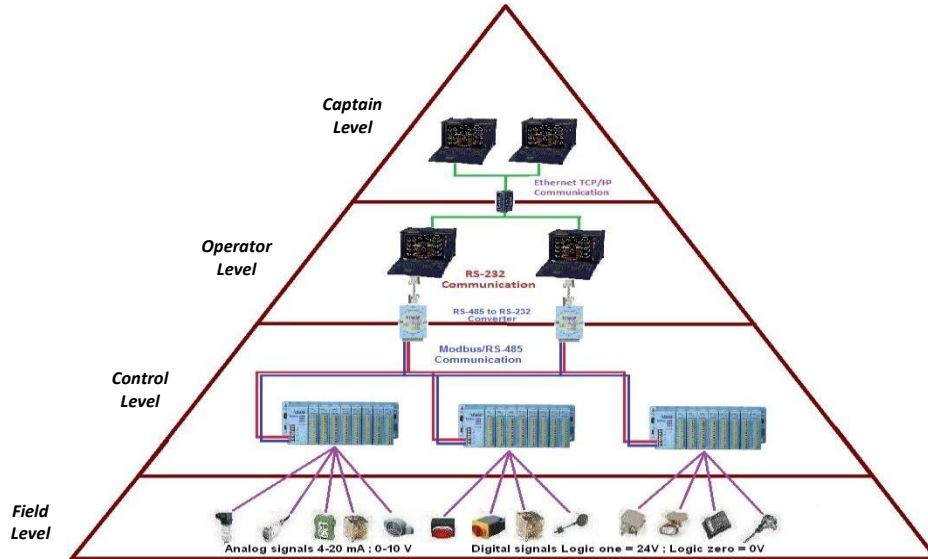 Captain
Level
Ethernet TCP/IP
Communication
Operator
Level
RS-232
Communication
RS-485 to RS-232
Converter
Modbus/RS-485
Communication
Control
Level
Field
Level
Analog signals 4-20 mA ; 0-10 V
Digital signals Logic one = 24V ; Logic zero = 0V